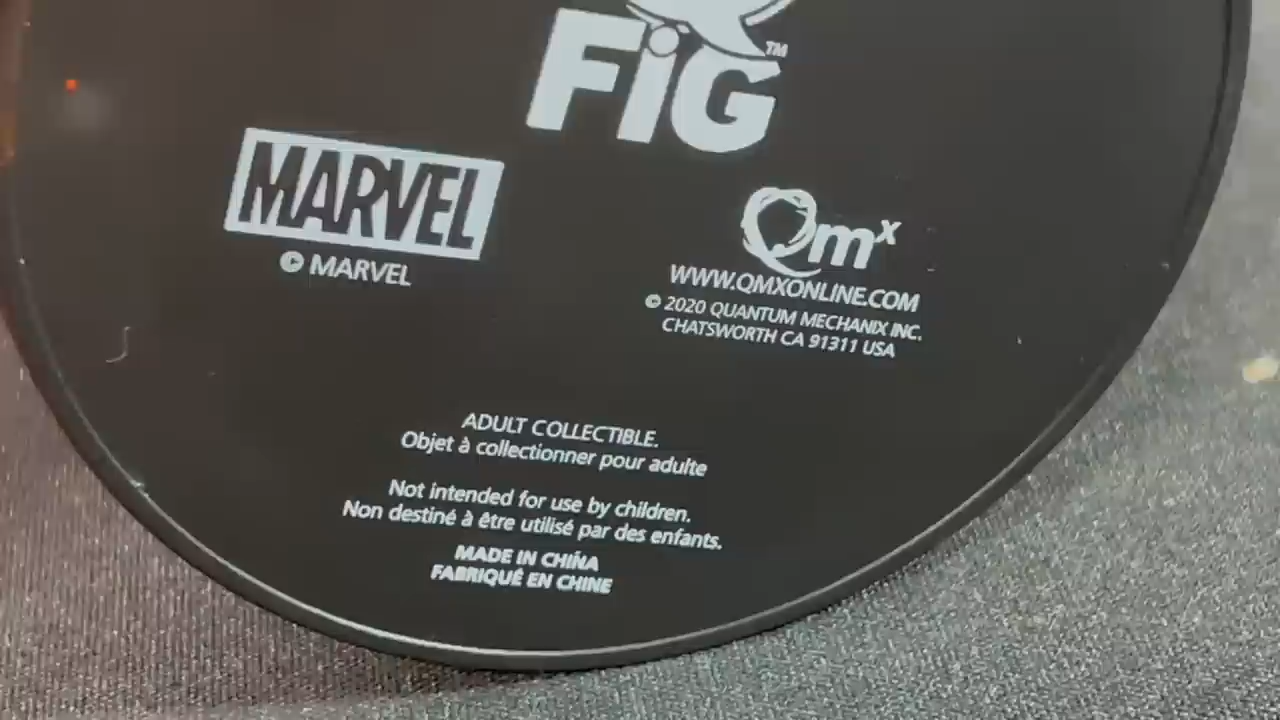 FiG™
MARVEL
© MARVEL
Qmx
WWW.QMXONLINE.COM
© 2020 QUANTUM MECHANIX INC.
CHATSWORTH CA 91311 USA
ADULT COLLECTIBLE.
Objet à collectionner pour adulte
Not intended for use by children.
Non destiné à être utilisé par des enfants.
MADE IN CHINA
FABRIQUÉ EN CHINE